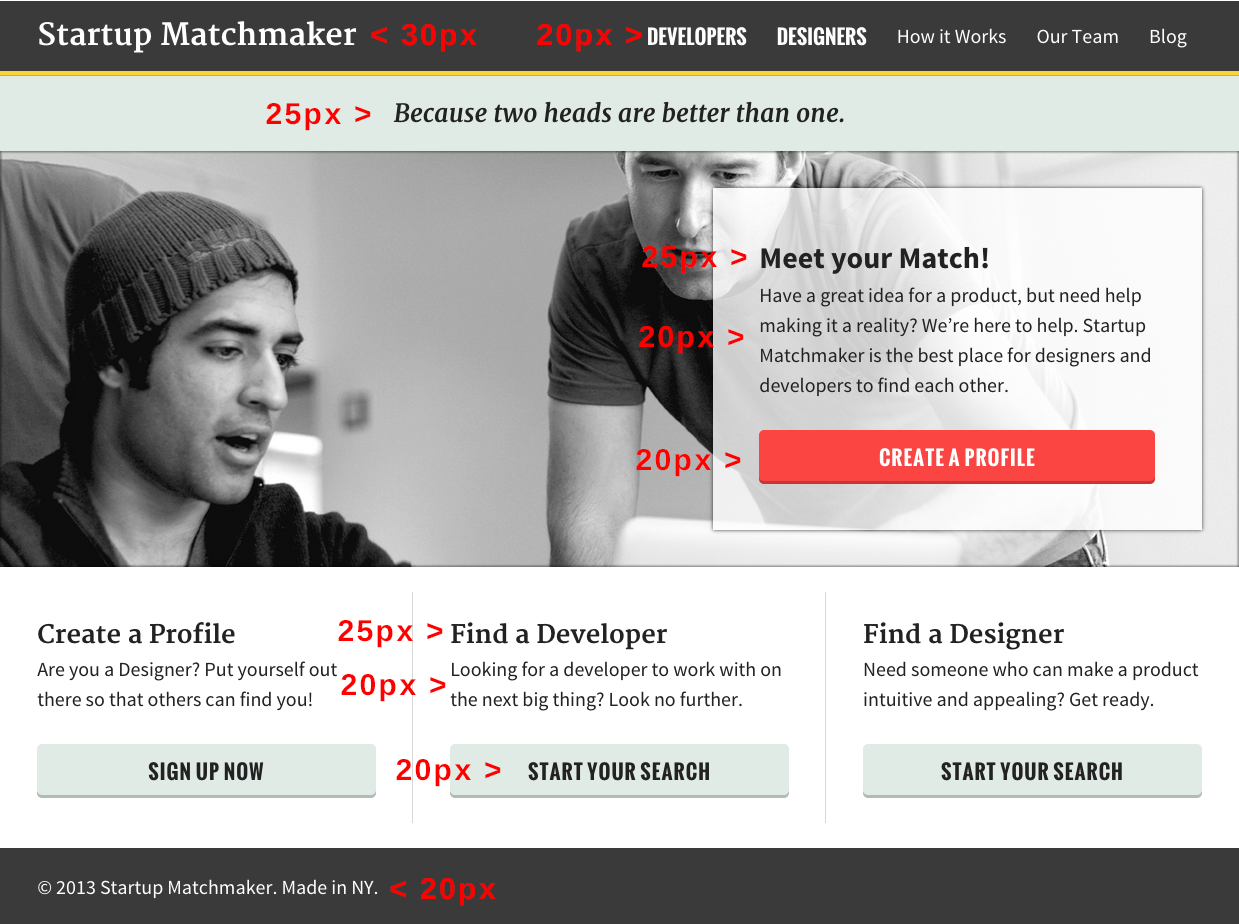 Startup Matchmaker < 30px 20px > DEVELOPERS DESIGNERS How it Works Our Team Blog
25px > Because two heads are better than one.
25px > Meet your Match!
Have a great idea for a product, but need help
20px > making it a reality? We’re here to help. Startup
Matchmaker is the best place for designers and
developers to find each other.
20px > CREATE A PROFILE
Create a Profile
Are you a Designer? Put yourself out
there so that others can find you!
SIGN UP NOW
25px > Find a Developer
20px > Looking for a developer to work with on
the next big thing? Look no further.
20px > START YOUR SEARCH
Find a Designer
Need someone who can make a product
intuitive and appealing? Get ready.
START YOUR SEARCH
© 2013 Startup Matchmaker. Made in NY. < 20px